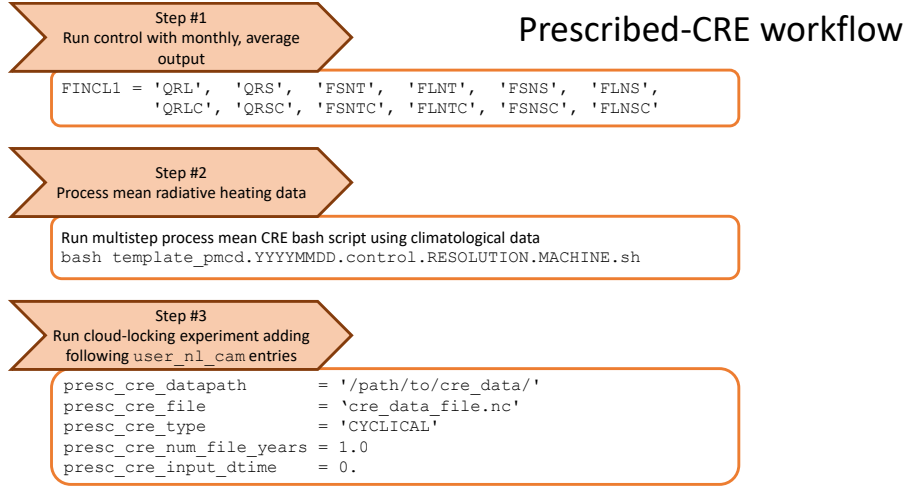 Prescribed-CRE workflow
Step #1
Run control with monthly, average
output
FINCL1 = 'QRL', 'QRS', 'FSNT', 'FLNT', 'FSNS', 'FLNS',
'QRLC', 'QRSC', 'FSNTC', 'FLNTC', 'FSNSC', 'FLNSC'
Step #2
Process mean radiative heating data
Run multistep process mean CRE bash script using climatological data
bash template_pmcd.YYYYMMDD.control.RESOLUTION.MACHINE.sh
Step #3
Run cloud-locking experiment adding
following user_nl_cam entries
presc_cre_datapath = '/path/to/cre_data/'
presc_cre_file = ‘cre_data_file.nc'
presc_cre_type = 'CYCLICAL'
presc_cre_num_file_years = 1.0
presc_cre_input_dtime = 0.